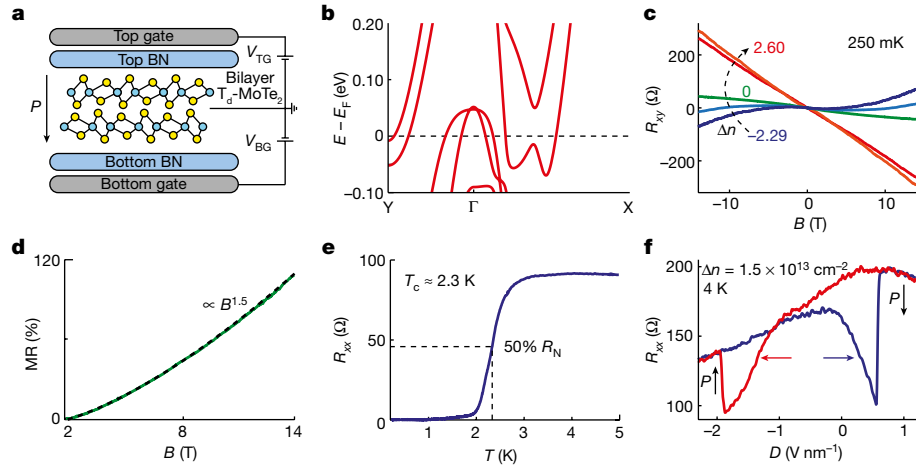 a
Top gate
Top BN
V_TG
Bilayer
T_d-MoTe_2
P
V_BG
Bottom BN
Bottom gate
b
E − E_F (eV)
0.20
0.10
0
−0.10
Y
Γ
X
c
250 mK
2.60
0
Δn
−2.29
R_xy (Ω)
200
0
−200
−10
0
10
B (T)
d
MR (%)
120
60
0
∝ B^1.5
2
8
14
B (T)
e
T_c ≈ 2.3 K
50% R_N
R_xx (Ω)
100
50
0
0
1
2
3
4
5
T (K)
f
Δn = 1.5 × 10^13 cm^−2
4 K
P
P
R_xx (Ω)
200
150
100
−2
−1
0
1
D (V nm^−1)